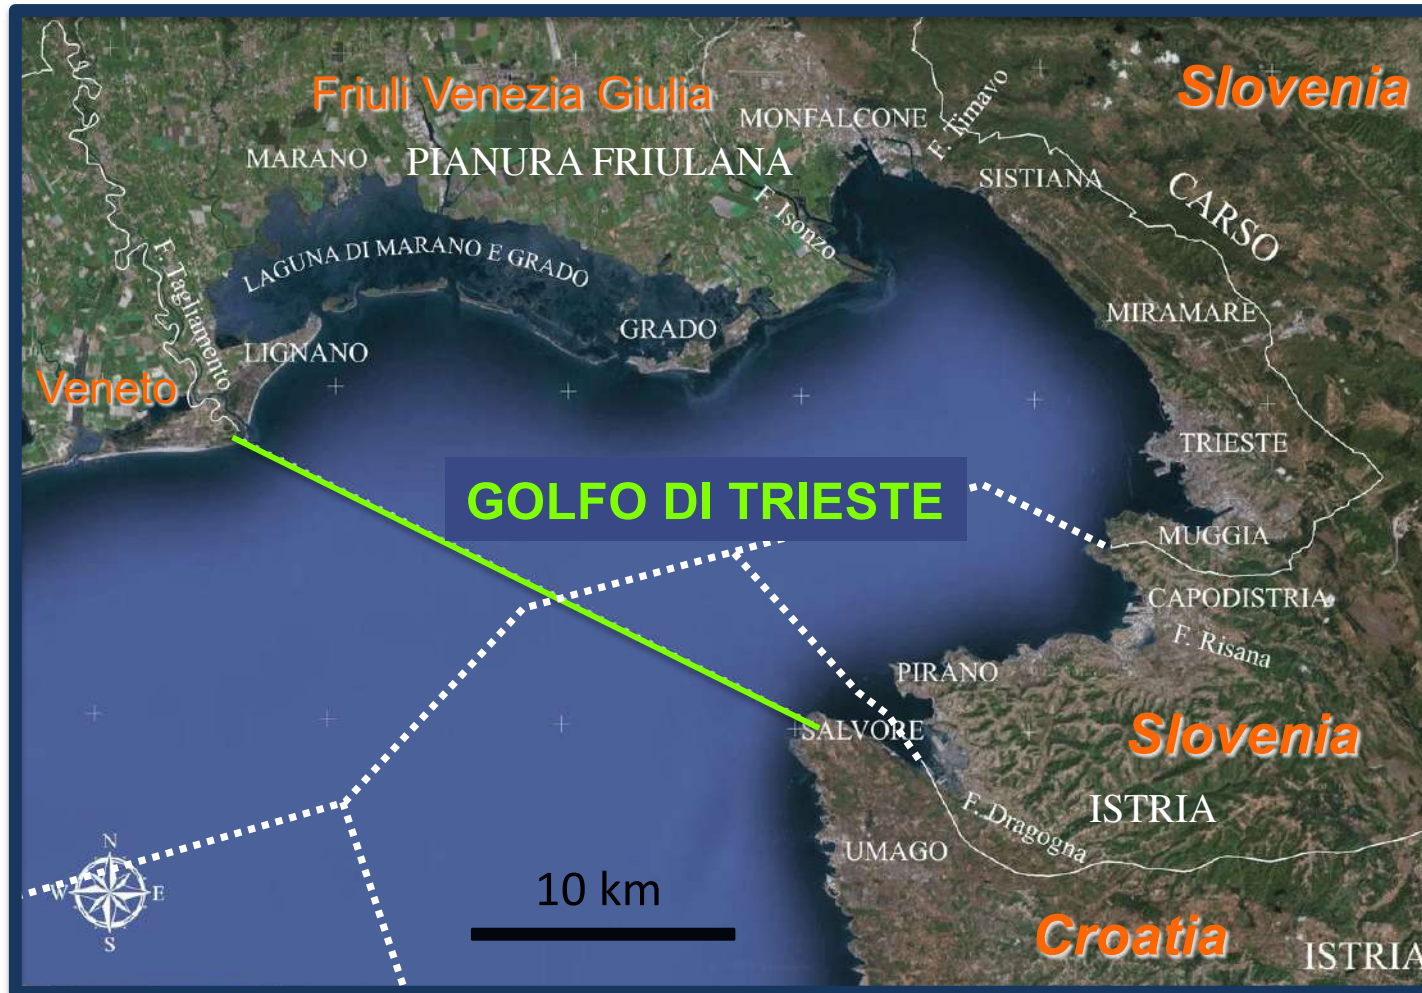 Slovenia
Friuli Venezia Giulia
MONFALCONE
F. Timavo
MARANO
PIANURA FRIULANA
SISTIANA
CARSO
F. Isonzo
LAGUNA DI MARANO E GRADO
F. Tagliamento
MIRAMARE
GRADO
LIGNANO
Veneto
TRIESTE
GOLFO DI TRIESTE
MUGGIA
CAPODISTRIA
F. Risana
PIRANO
SALVORE
Slovenia
ISTRIA
F. Dragogna
UMAGO
N
W E
S
10 km
Croatia
ISTRIA